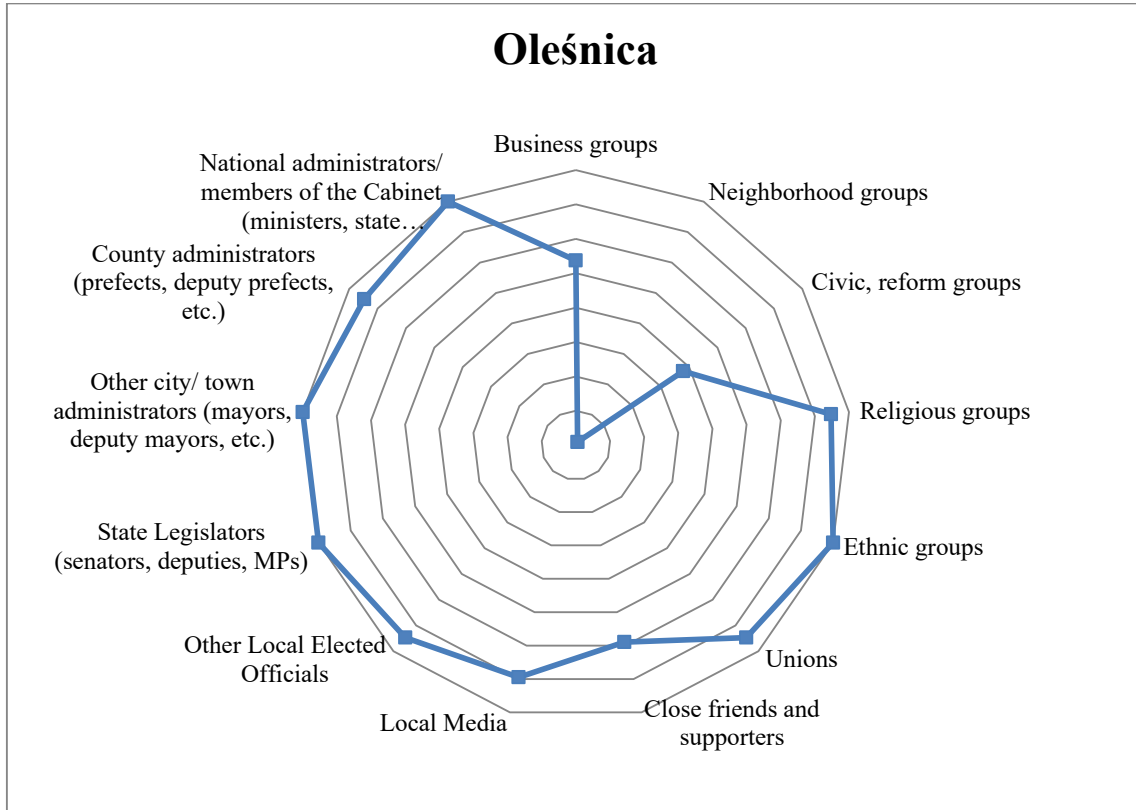 Oleśnica
Business groups
Neighborhood groups
Civic, reform groups
Religious groups
Ethnic groups
Unions
Close friends and
supporters
Local Media
Other Local Elected
Officials
State Legislators
(senators, deputies, MPs)
Other city/ town
administrators (mayors,
deputy mayors, etc.)
County administrators
(prefects, deputy prefects,
etc.)
National administrators/
members of the Cabinet
(ministers, state…